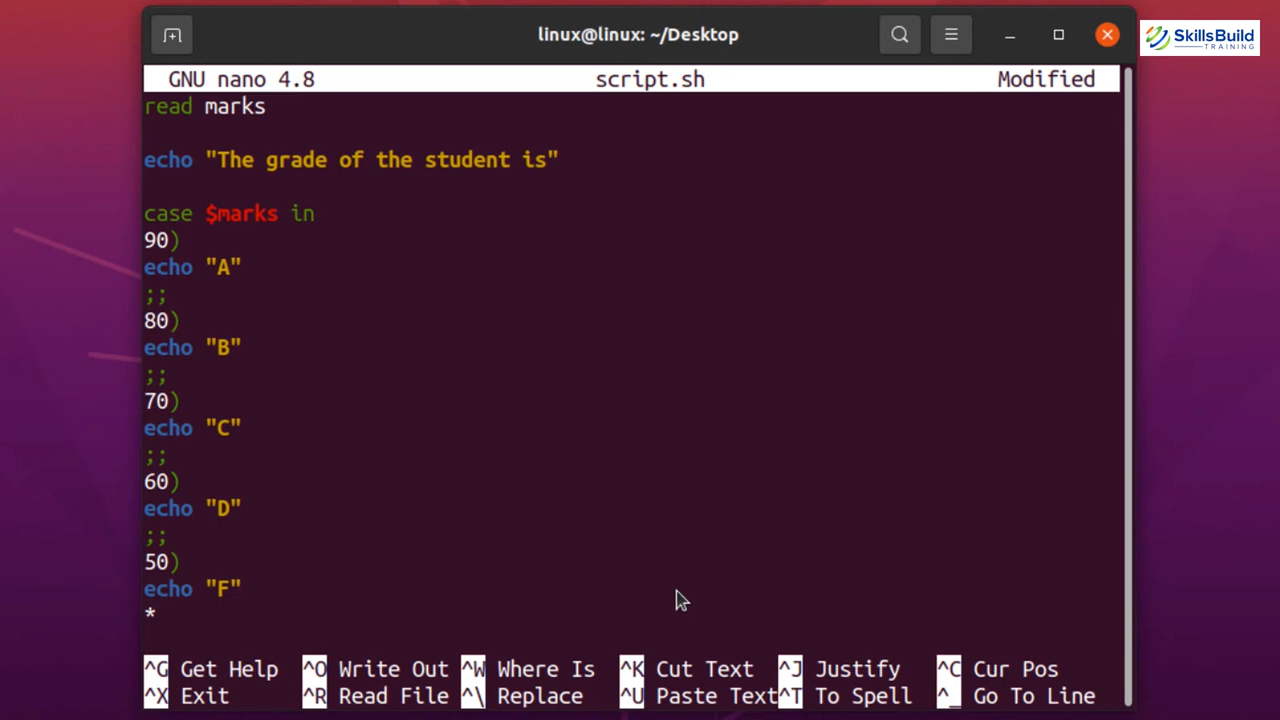 linux@linux: ~/Desktop
SkillsBuild
TRAINING
GNU nano 4.8 script.sh Modified
read marks
echo "The grade of the student is"
case $marks in
90)
echo "A"
;;
80)
echo "B"
;;
70)
echo "C"
;;
60)
echo "D"
;;
50)
echo "F"
*
^G Get Help ^O Write Out ^W Where Is ^K Cut Text ^J Justify ^C Cur Pos
^X Exit ^R Read File ^\ Replace ^U Paste Text ^T To Spell ^_ Go To Line